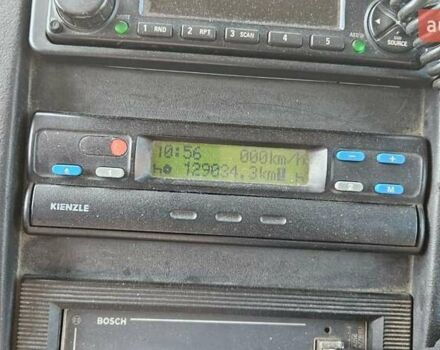 1 RND 2 RPT 3 SCAN 4 5
SOURCE
10:56 000km/h
129034.3km
M
KIENZLE
BOSCH